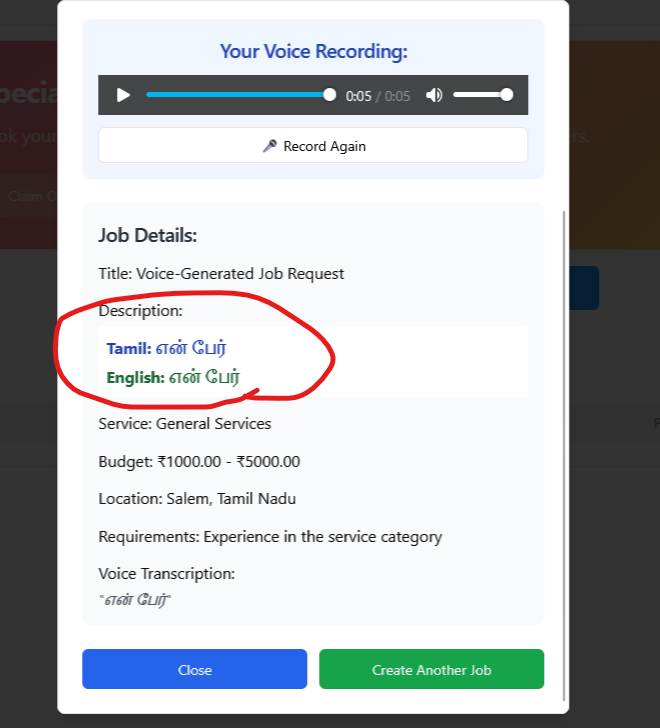 Your Voice Recording:
0:05 / 0:05
Record Again
Job Details:
Title: Voice-Generated Job Request
Description:
Tamil: என் பேர்
English: என் பேர்
Service: General Services
Budget: ₹1000.00 - ₹5000.00
Location: Salem, Tamil Nadu
Requirements: Experience in the service category
Voice Transcription:
"என் பேர்"
Close
Create Another Job